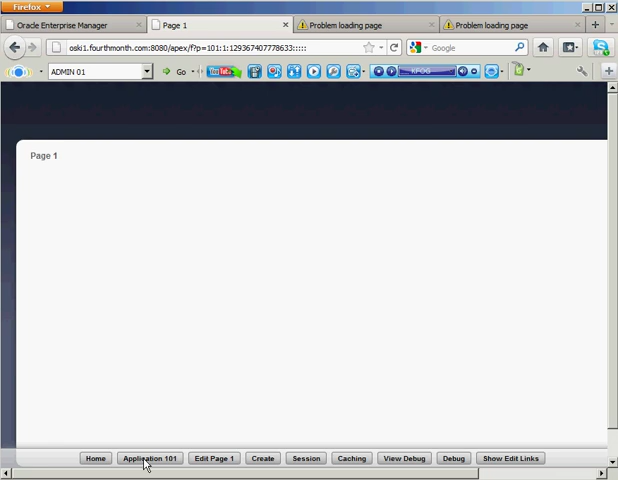 Firefox
Oracle Enterprise Manager
Page 1
Problem loading page
Problem loading page
oski1.fourthmonth.com:8080/apex/f?p=101:1:129367407778633:::::
Google
ADMIN 01
Go
KFOG
Page 1
Home
Application 101
Edit Page 1
Create
Session
Caching
View Debug
Debug
Show Edit Links